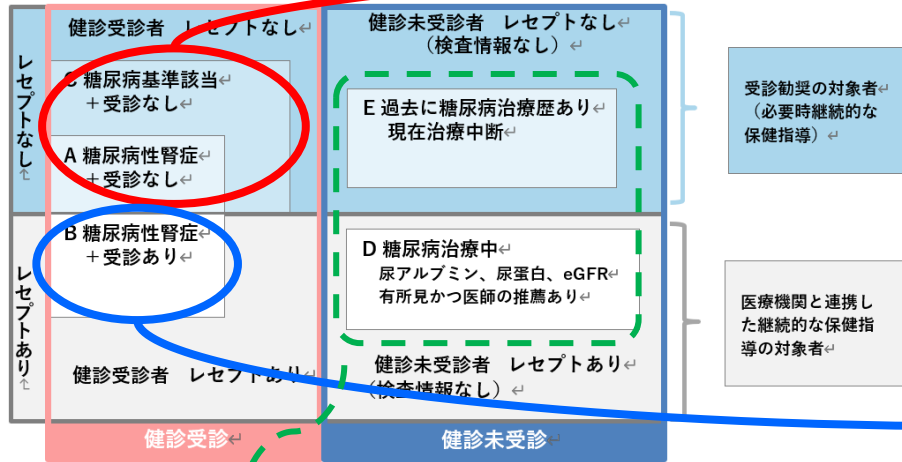 健診受診者 レセプトなし↵
健診未受診者 レセプトなし↵
（検査情報なし）↵
レセプトなし↵
C 糖尿病基準該当↵
＋受診なし↵
A 糖尿病性腎症↵
＋受診なし↵
E 過去に糖尿病治療歴あり↵
現在治療中断↵
受診勧奨の対象者↵
（必要時継続的な
保健指導）↵
レセプトあり↵
B 糖尿病性腎症↵
＋受診あり↵
D 糖尿病治療中↵
尿アルブミン、尿蛋白、eGFR↵
有所見かつ医師の推薦あり↵
医療機関と連携し
た継続的な保健指
導の対象者↵
健診受診者 レセプトあり↵
健診未受診者 レセプトあり↵
（検査情報なし）↵
健診受診↵
健診未受診↵